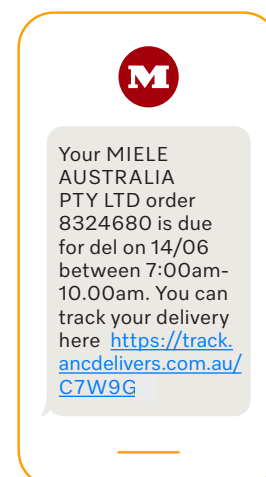 M
Your MIELE
AUSTRALIA
PTY LTD order
8324680 is due
for del on 14/06
between 7:00am-
10.00am. You can
track your delivery
here https://track.
ancdelivers.com.au/
C7W9G